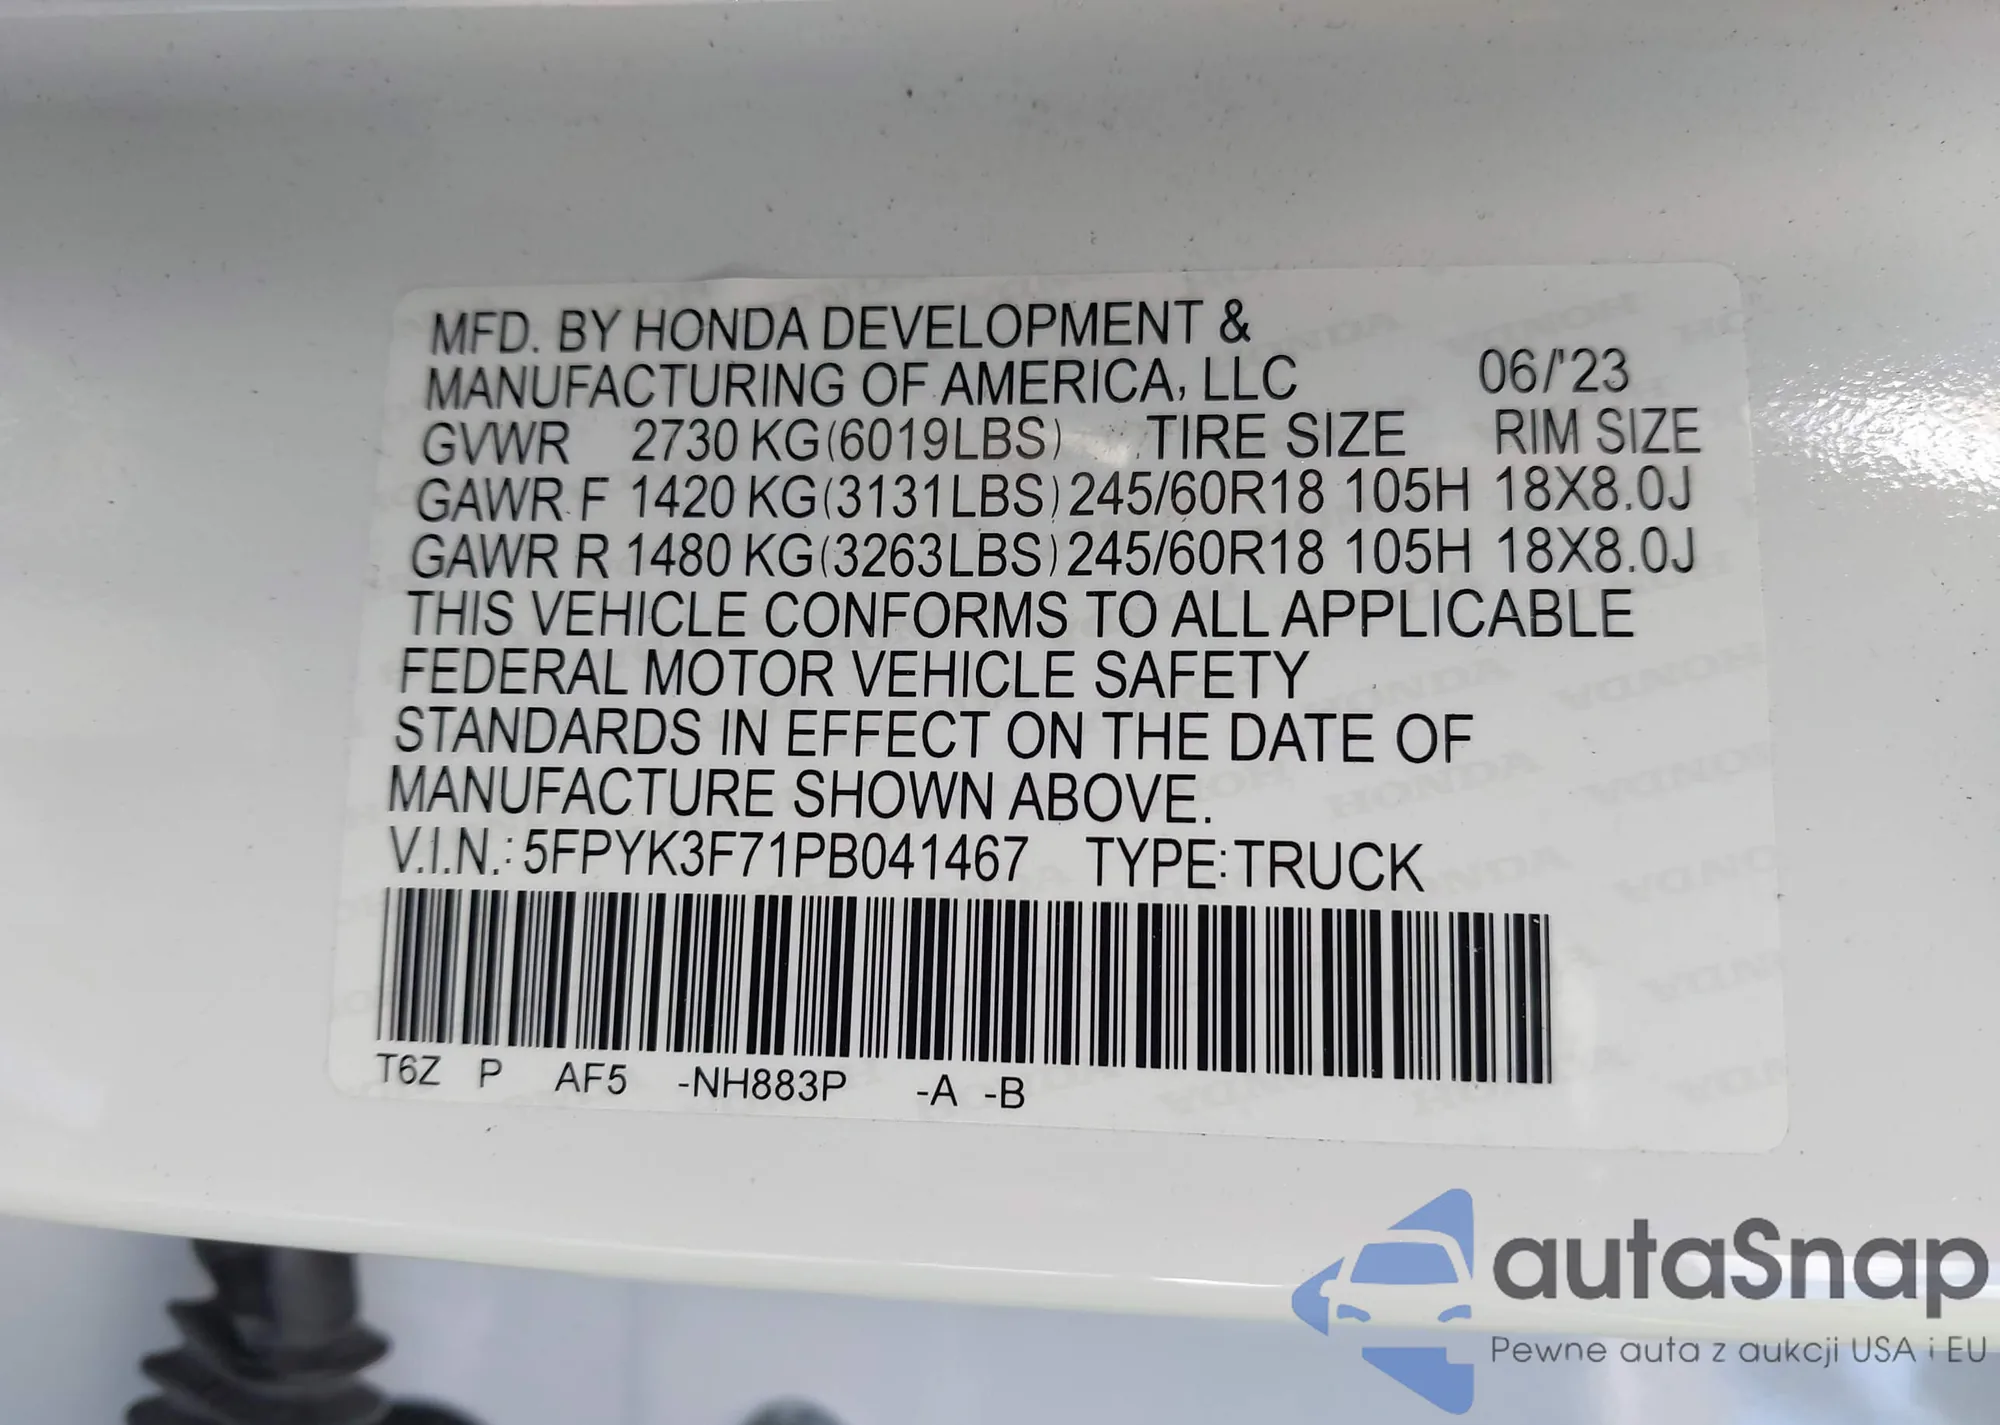 MFD. BY HONDA DEVELOPMENT &
MANUFACTURING OF AMERICA, LLC 06/'23
GVWR 2730 KG(6019LBS) TIRE SIZE RIM SIZE
GAWR F 1420 KG(3131LBS) 245/60R18 105H 18X8.0J
GAWR R 1480 KG(3263LBS) 245/60R18 105H 18X8.0J
THIS VEHICLE CONFORMS TO ALL APPLICABLE
FEDERAL MOTOR VEHICLE SAFETY
STANDARDS IN EFFECT ON THE DATE OF
MANUFACTURE SHOWN ABOVE.
V.I.N.: 5FPYK3F71PB041467 TYPE:TRUCK
T6Z P AF5 -NH883P -A -B
autaSnap
Pewne auta z aukcji USA i EU